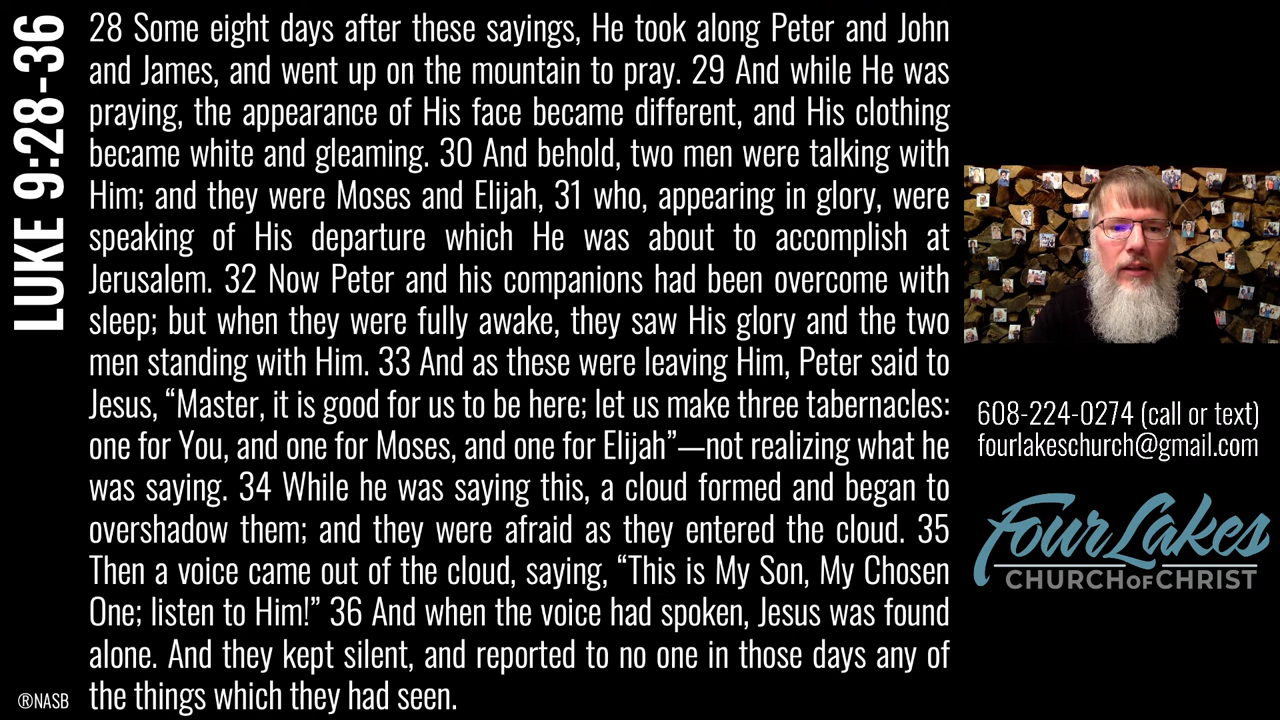 LUKE 9:28-36
28 Some eight days after these sayings, He took along Peter and John
and James, and went up on the mountain to pray. 29 And while He was
praying, the appearance of His face became different, and His clothing
became white and gleaming. 30 And behold, two men were talking with
Him; and they were Moses and Elijah, 31 who, appearing in glory, were
speaking of His departure which He was about to accomplish at
Jerusalem. 32 Now Peter and his companions had been overcome with
sleep; but when they were fully awake, they saw His glory and the two
men standing with Him. 33 And as these were leaving Him, Peter said to
Jesus, “Master, it is good for us to be here; let us make three tabernacles:
one for You, and one for Moses, and one for Elijah”—not realizing what he
was saying. 34 While he was saying this, a cloud formed and began to
overshadow them; and they were afraid as they entered the cloud. 35
Then a voice came out of the cloud, saying, “This is My Son, My Chosen
One; listen to Him!” 36 And when the voice had spoken, Jesus was found
alone. And they kept silent, and reported to no one in those days any of
the things which they had seen.
®NASB
608-224-0274 (call or text)
fourlakeschurch@gmail.com
Four Lakes
CHURCH OF CHRIST